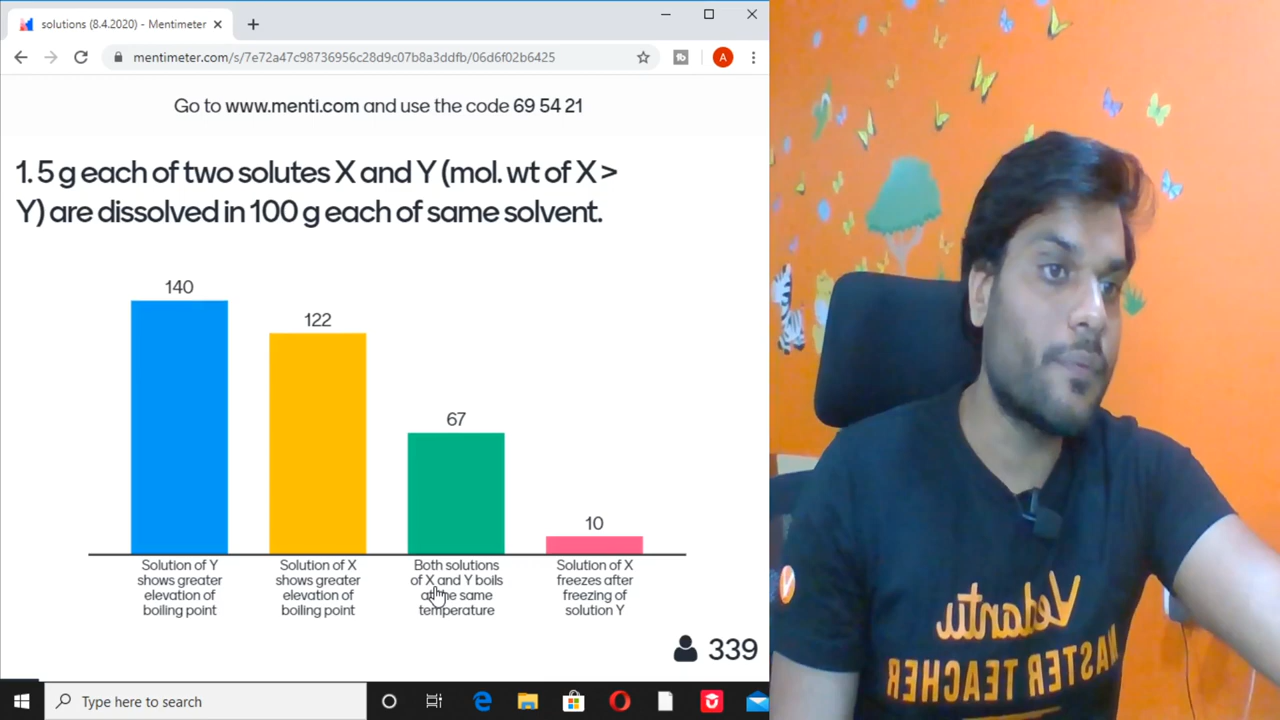 solutions (8.4.2020) - Mentimeter
mentimeter.com/s/7e72a47c98736956c28d9c07b8a3ddfb/06d6f02b6425
A
Go to www.menti.com and use the code 69 54 21
1. 5 g each of two solutes X and Y (mol. wt of X >
Y) are dissolved in 100 g each of same solvent.
140
122
67
10
Solution of Y
shows greater
elevation of
boiling point
Solution of X
shows greater
elevation of
boiling point
Both solutions
of X and Y boils
at the same
temperature
Solution of X
freezes after
freezing of
solution Y
339
Type here to search
Vedantu
MASTER TEACHER